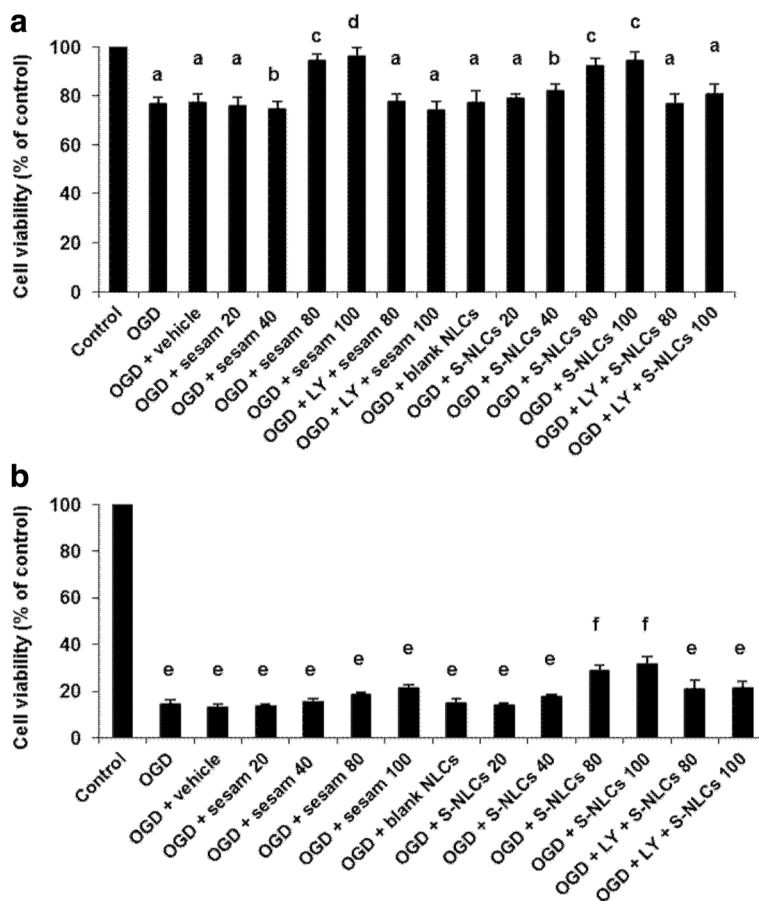 a
Cell viability (% of control)
100
80
60
40
20
0
a
a
a
b
c
d
a
a
a
a
b
c
c
a
a
Control
OGD
OGD + vehicle
OGD + sesam 20
OGD + sesam 40
OGD + sesam 80
OGD + sesam 100
OGD + LY + sesam 80
OGD + LY + sesam 100
OGD + blank NLCs
OGD + S-NLCs 20
OGD + S-NLCs 40
OGD + S-NLCs 80
OGD + S-NLCs 100
OGD + LY + S-NLCs 80
OGD + LY + S-NLCs 100
b
Cell viability (% of control)
100
80
60
40
20
0
e
e
e
e
e
e
e
e
e
f
f
e
e
Control
OGD
OGD + vehicle
OGD + sesam 20
OGD + sesam 40
OGD + sesam 80
OGD + sesam 100
OGD + blank NLCs
OGD + S-NLCs 20
OGD + S-NLCs 40
OGD + S-NLCs 80
OGD + S-NLCs 100
OGD + LY + S-NLCs 80
OGD + LY + S-NLCs 100